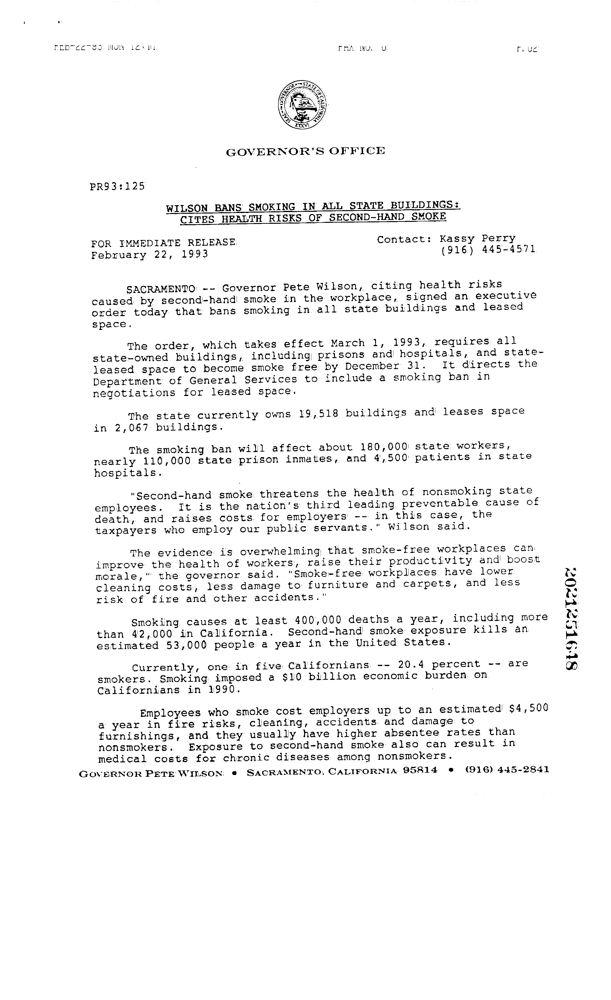 P. 02
GOVERNOR'S OFFICE
PR93:125
WILSON BANS SMOKING IN ALL STATE BUILDINGS:
CITES HEALTH RISKS OF SECOND-HAND SMOKE
FOR IMMEDIATE RELEASE
February 22, 1993
Contact: Kassy Perry
(916) 445-4571
SACRAMENTO -- Governor Pete Wilson, citing health risks
caused by second-hand smoke in the workplace, signed an executive
order today that bans smoking in all state buildings and leased
space.
The order, which takes effect March 1, 1993, requires all
state-owned buildings, including prisons and hospitals, and state-
leased space to become smoke free by December 31. It directs the
Department of General Services to include a smoking ban in
negotiations for leased space.
The state currently owns 19,518 buildings and leases space
in 2,067 buildings.
The smoking ban will affect about 180,000 state workers,
nearly 110,000 state prison inmates, and 4,500 patients in state
hospitals.
"Second-hand smoke threatens the health of nonsmoking state
employees. It is the nation's third leading preventable cause of
death, and raises costs for employers -- in this case, the
taxpayers who employ our public servants." Wilson said.
The evidence is overwhelming that smoke-free workplaces can
improve the health of workers, raise their productivity and boost
morale," the governor said. "Smoke-free workplaces have lower
cleaning costs, less damage to furniture and carpets, and less
risk of fire and other accidents."
Smoking causes at least 400,000 deaths a year, including more
than 42,000 in California. Second-hand smoke exposure kills an
estimated 53,000 people a year in the United States.
Currently, one in five Californians -- 20.4 percent -- are
smokers. Smoking imposed a $10 billion economic burden on
Californians in 1990.
Employees who smoke cost employers up to an estimated $4,500
a year in fire risks, cleaning, accidents and damage to
furnishings, and they usually have higher absentee rates than
nonsmokers. Exposure to second-hand smoke also can result in
medical costs for chronic diseases among nonsmokers.
GOVERNOR PETE WILSON • SACRAMENTO, CALIFORNIA 95814 • (916) 445-2841
2021251648